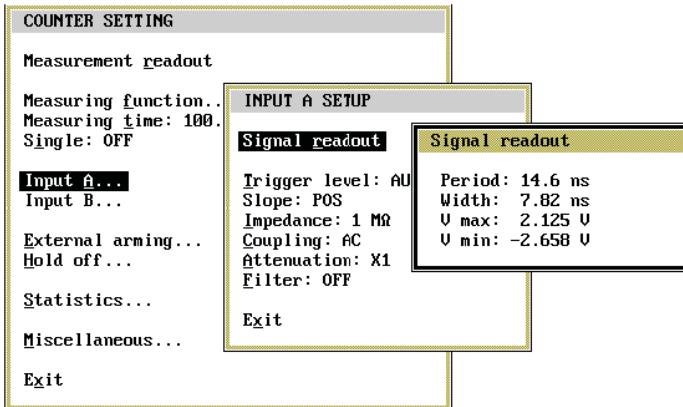 COUNTER SETTING
Measurement readout
Measuring function..
Measuring time: 100.
Single: OFF
Input A...
Input B...
External arming...
Hold off...
Statistics...
Miscellaneous...
Exit
INPUT A SETUP
Signal readout
Trigger level: AU
Slope: POS
Impedance: 1 MΩ
Coupling: AC
Attenuation: X1
Filter: OFF
Exit
Signal readout
Period: 14.6 ns
Width: 7.82 ns
V max: 2.125 V
V min: -2.658 V